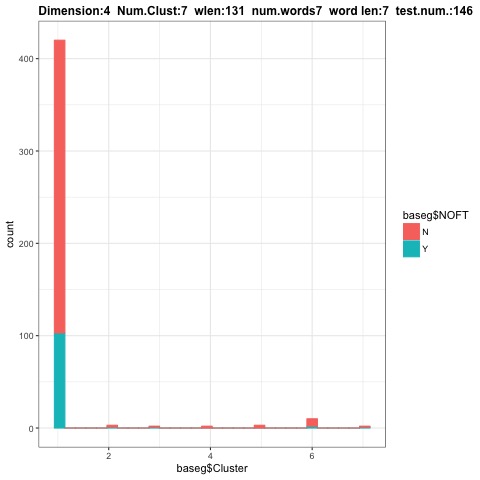 Dimension:4  Num.Clust:7  wlen:131  num.words7  word len:7  test.num.:146
400
300
200
100
0
count
2 4 6
baseg$Cluster
baseg$NOFT
N
Y